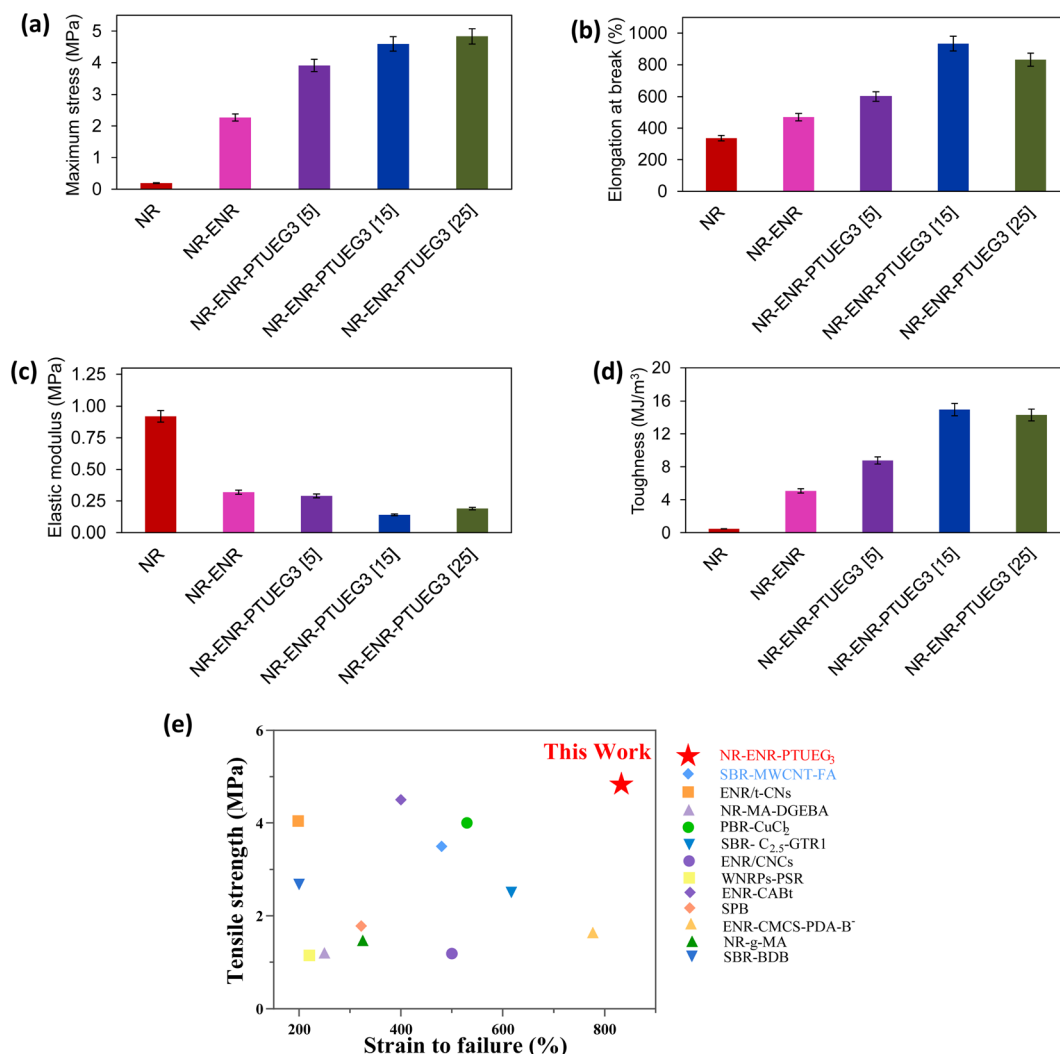 (a)
Maximum stress (MPa)
5
4
3
2
1
0
NR
NR-ENR
NR-ENR-PTUEG3 [5]
NR-ENR-PTUEG3 [15]
NR-ENR-PTUEG3 [25]
(b)
Elongation at break (%)
1000
800
600
400
200
0
NR
NR-ENR
NR-ENR-PTUEG3 [5]
NR-ENR-PTUEG3 [15]
NR-ENR-PTUEG3 [25]
(c)
Elastic modulus (MPa)
1.25
1.00
0.75
0.50
0.25
0.00
NR
NR-ENR
NR-ENR-PTUEG3 [5]
NR-ENR-PTUEG3 [15]
NR-ENR-PTUEG3 [25]
(d)
Toughness (MJ/m³)
20
16
12
8
4
0
NR
NR-ENR
NR-ENR-PTUEG3 [5]
NR-ENR-PTUEG3 [15]
NR-ENR-PTUEG3 [25]
(e)
Tensile strength (MPa)
6
4
2
0
200
400
600
800
Strain to failure (%)
This Work
NR-ENR-PTUEG₃
SBR-MWCNT-FA
ENR/t-CNs
NR-MA-DGEBA
PBR-CuCl₂
SBR- C₂.₅-GTR1
ENR/CNCs
WNRPs-PSR
ENR-CABt
SPB
ENR-CMCS-PDA-B⁻
NR-g-MA
SBR-BDB